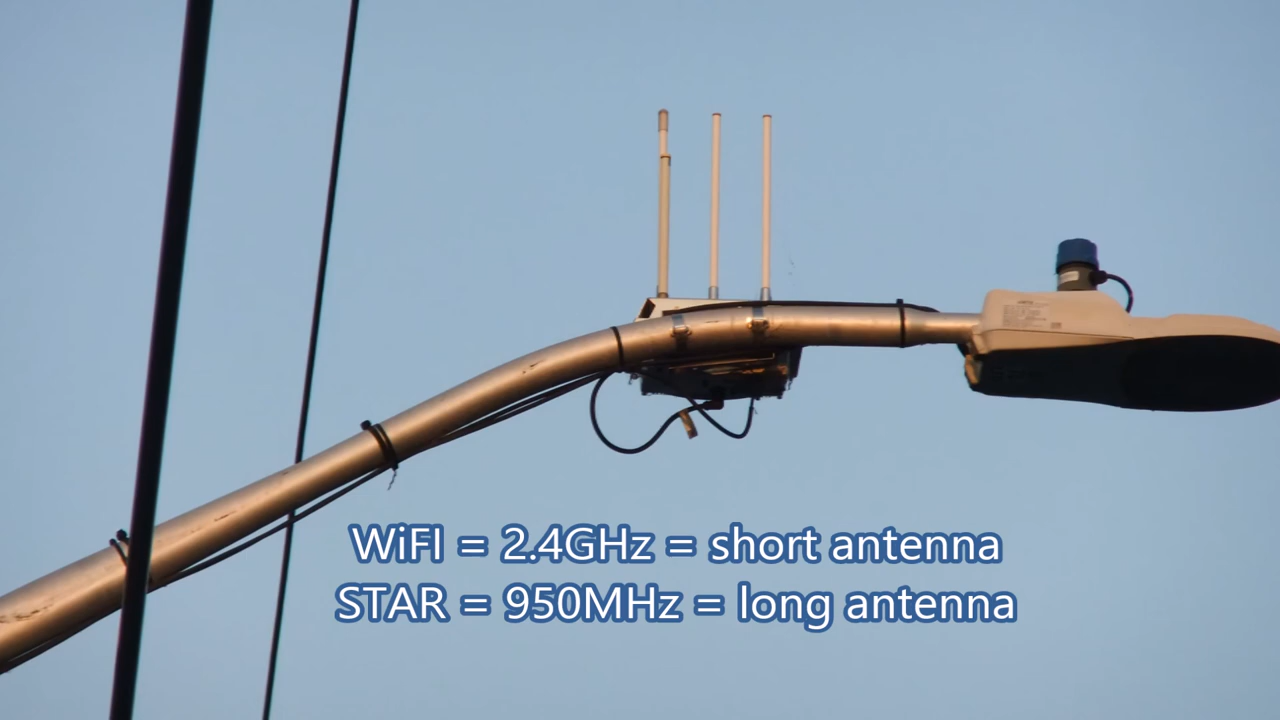 WiFI = 2.4GHz = short antenna
STAR = 950MHz = long antenna